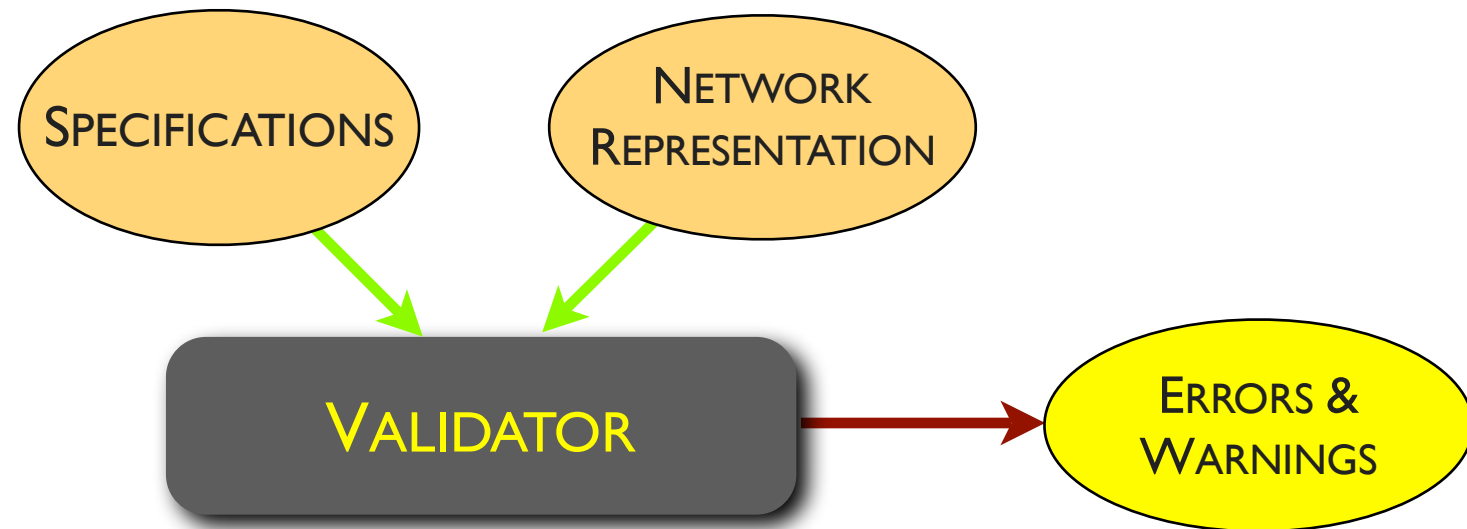 SPECIFICATIONS
NETWORK
REPRESENTATION
VALIDATOR
ERRORS &
WARNINGS